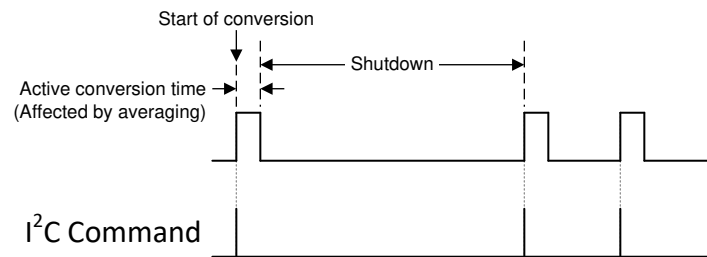 Start of conversion
Shutdown
Active conversion time
(Affected by averaging)
I²C Command